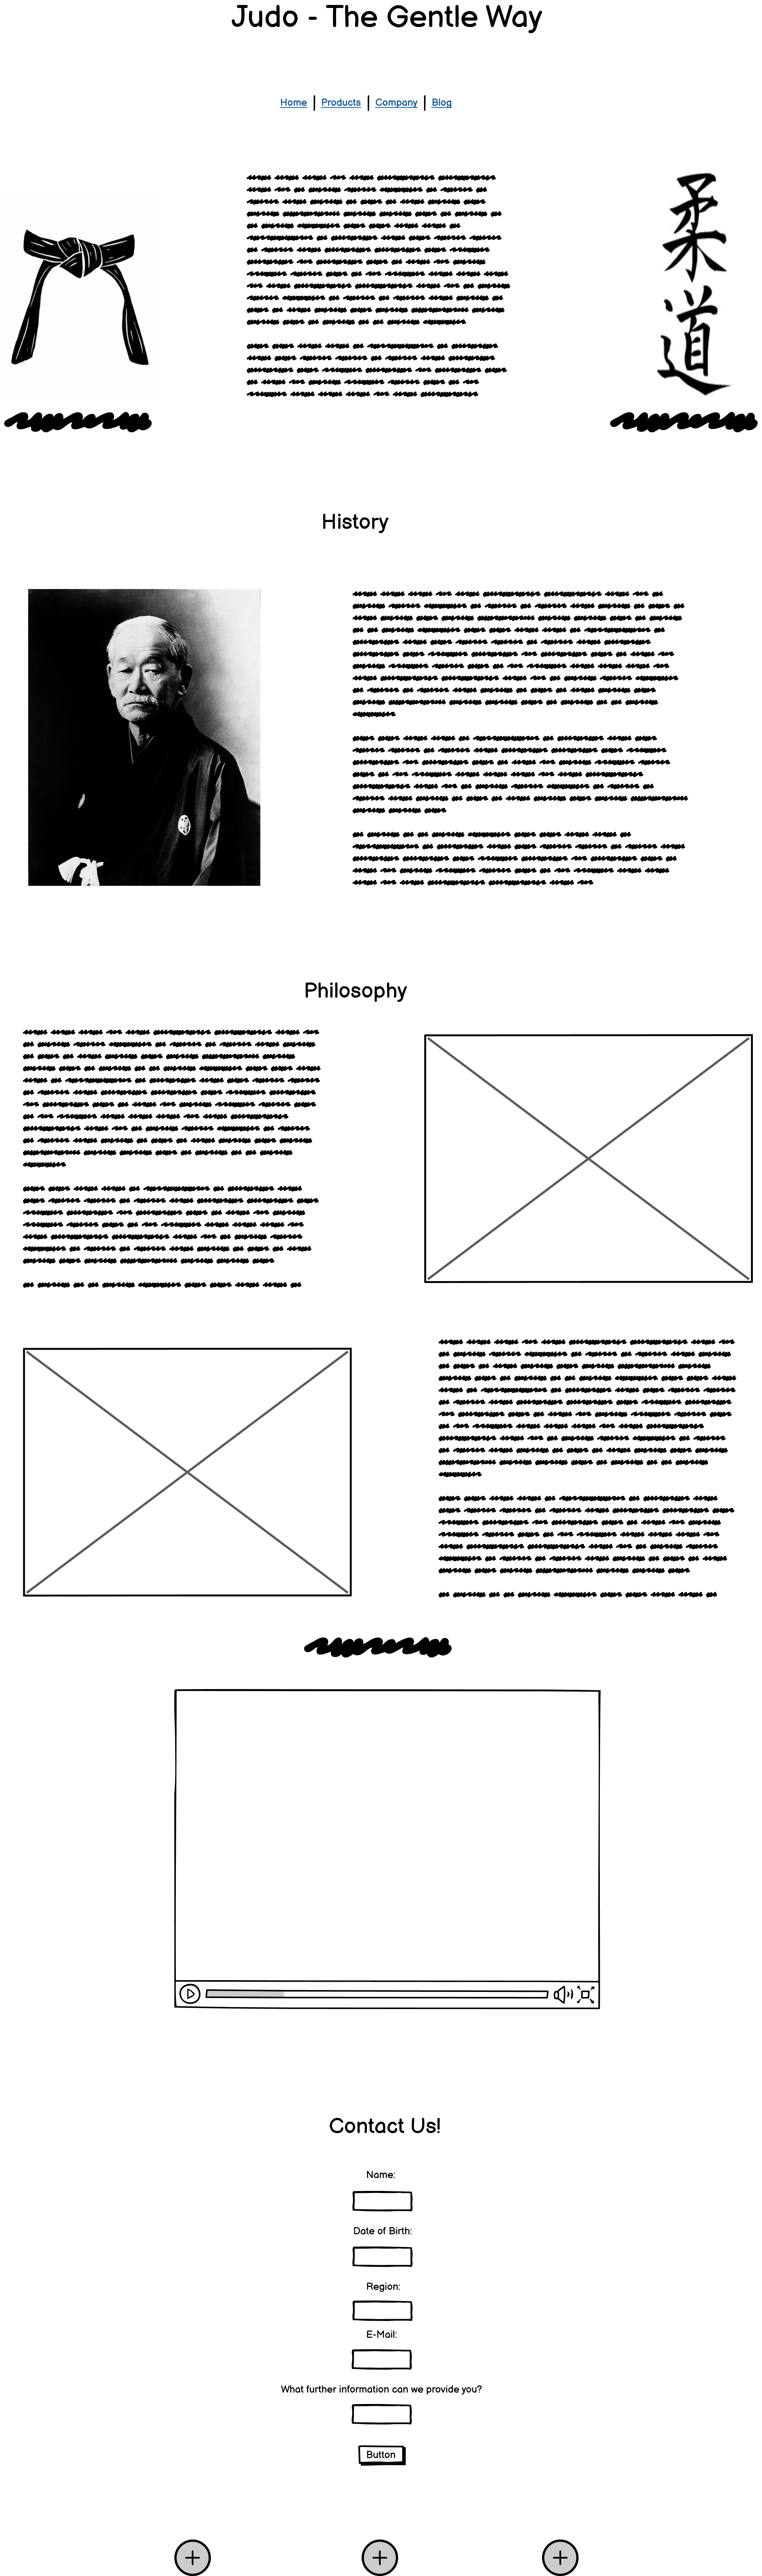 Judo - The Gentle Way
Home | Products | Company | Blog
柔
道
History
Philosophy
Contact Us!
Name:
Date of Birth:
Region:
E-Mail:
What further information can we provide you?
Button